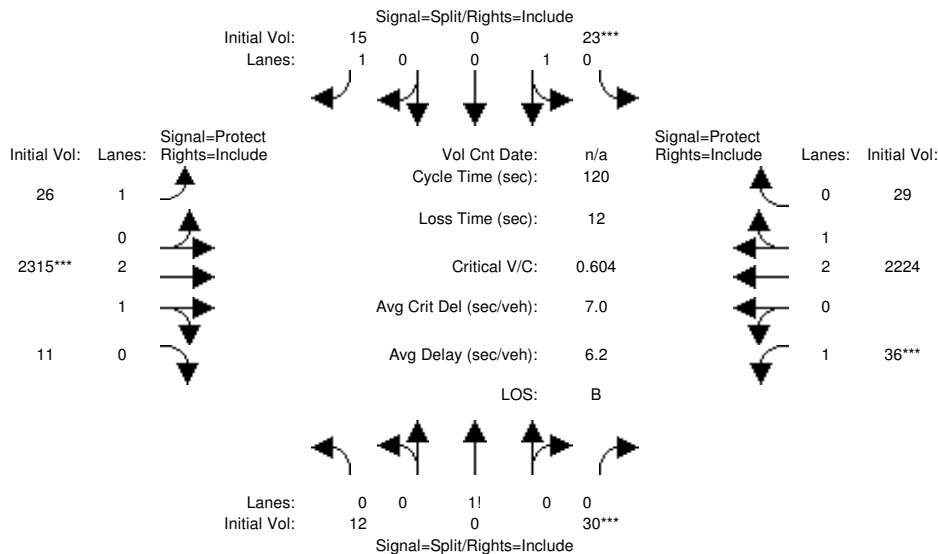 Signal=Split/Rights=Include
Initial Vol: 15 0 23***
Lanes: 1 0 0 1 0
Signal=Protect
Initial Vol: Lanes: Rights=Include
Vol Cnt Date: n/a
Signal=Protect
Rights=Include Lanes: Initial Vol:
Cycle Time (sec): 120
26 1
0 29
Loss Time (sec): 12
0
1
2315*** 2
Critical V/C: 0.604
2 2224
1
Avg Crit Del (sec/veh): 7.0
0
11 0
Avg Delay (sec/veh): 6.2
1 36***
LOS: B
Lanes: 0 0 1! 0 0
Initial Vol: 12 0 30***
Signal=Split/Rights=Include